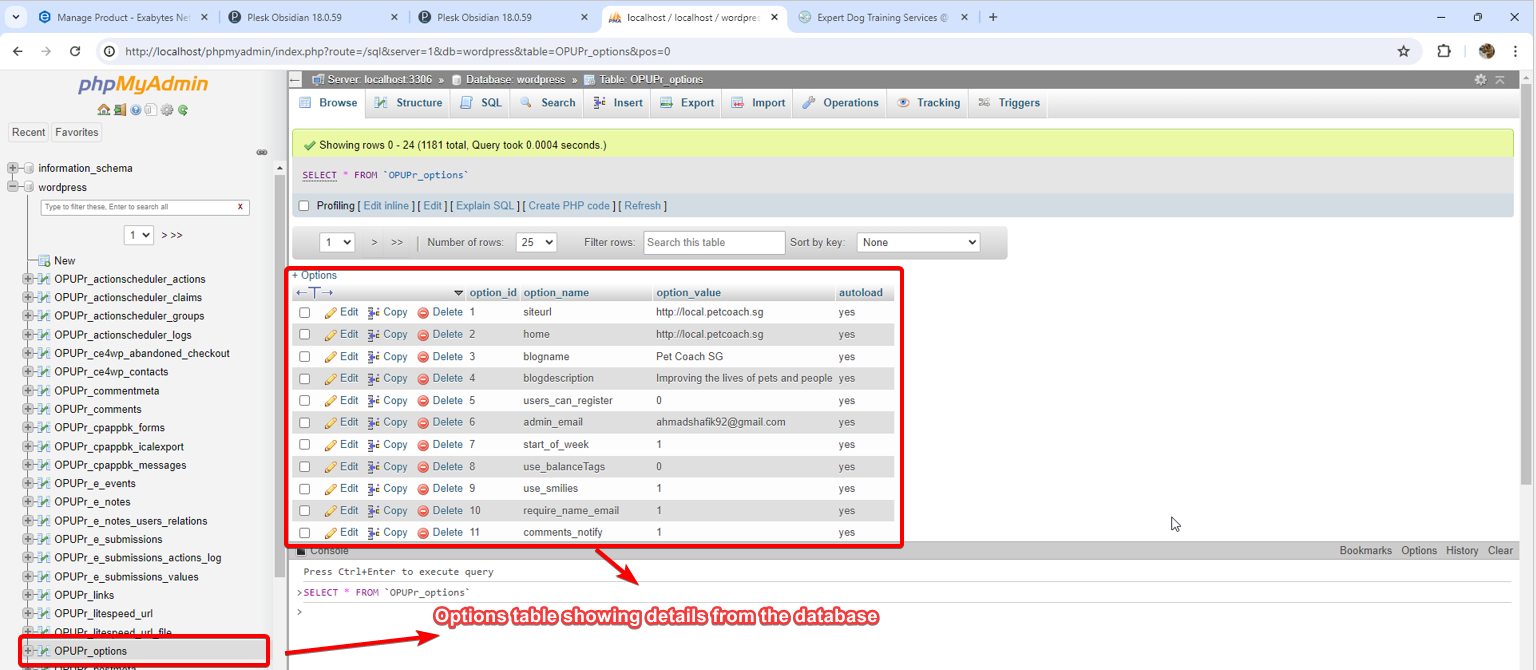 Manage Product - Exabytes Net
Plesk Obsidian 18.0.59
Plesk Obsidian 18.0.59
localhost / localhost / wordpres
Expert Dog Training Services @
http://localhost/phpmyadmin/index.php?route=/sql&server=1&db=wordpress&table=OPUPr_options&pos=0
phpMyAdmin
Recent Favorites
information_schema
wordpress
Type to filter these, Enter to search all X
1 > >>
New
OPUPr_actionscheduler_actions
OPUPr_actionscheduler_claims
OPUPr_actionscheduler_groups
OPUPr_actionscheduler_logs
OPUPr_ce4wp_abandoned_checkout
OPUPr_ce4wp_contacts
OPUPr_commentmeta
OPUPr_comments
OPUPr_cpappbk_forms
OPUPr_cpappbk_icalexport
OPUPr_cpappbk_messages
OPUPr_e_events
OPUPr_e_notes
OPUPr_e_notes_users_relations
OPUPr_e_submissions
OPUPr_e_submissions_actions_log
OPUPr_e_submissions_values
OPUPr_links
OPUPr_litespeed_url
OPUPr_litespeed_url_file
OPUPr_options
OPUPr_postmeta
Server: localhost:3306 » Database: wordpress » Table: OPUPr_options
Browse Structure SQL Search Insert Export Import Operations Tracking Triggers
Showing rows 0 - 24 (1181 total, Query took 0.0004 seconds.)
SELECT * FROM `OPUPr_options`
Profiling [ Edit inline ] [ Edit ] [ Explain SQL ] [ Create PHP code ] [ Refresh ]
1 > >> | Number of rows: 25 Filter rows: Search this table Sort by key: None
+ Options
←T→ option_id option_name option_value autoload
Edit Copy Delete 1 siteurl http://local.petcoach.sg yes
Edit Copy Delete 2 home http://local.petcoach.sg yes
Edit Copy Delete 3 blogname Pet Coach SG yes
Edit Copy Delete 4 blogdescription Improving the lives of pets and people yes
Edit Copy Delete 5 users_can_register 0 yes
Edit Copy Delete 6 admin_email ahmadshafik92@gmail.com yes
Edit Copy Delete 7 start_of_week 1 yes
Edit Copy Delete 8 use_balanceTags 0 yes
Edit Copy Delete 9 use_smilies 1 yes
Edit Copy Delete 10 require_name_email 1 yes
Edit Copy Delete 11 comments_notify 1 yes
Console Bookmarks Options History Clear
Press Ctrl+Enter to execute query
>SELECT * FROM `OPUPr_options`
>
Options table showing details from the database